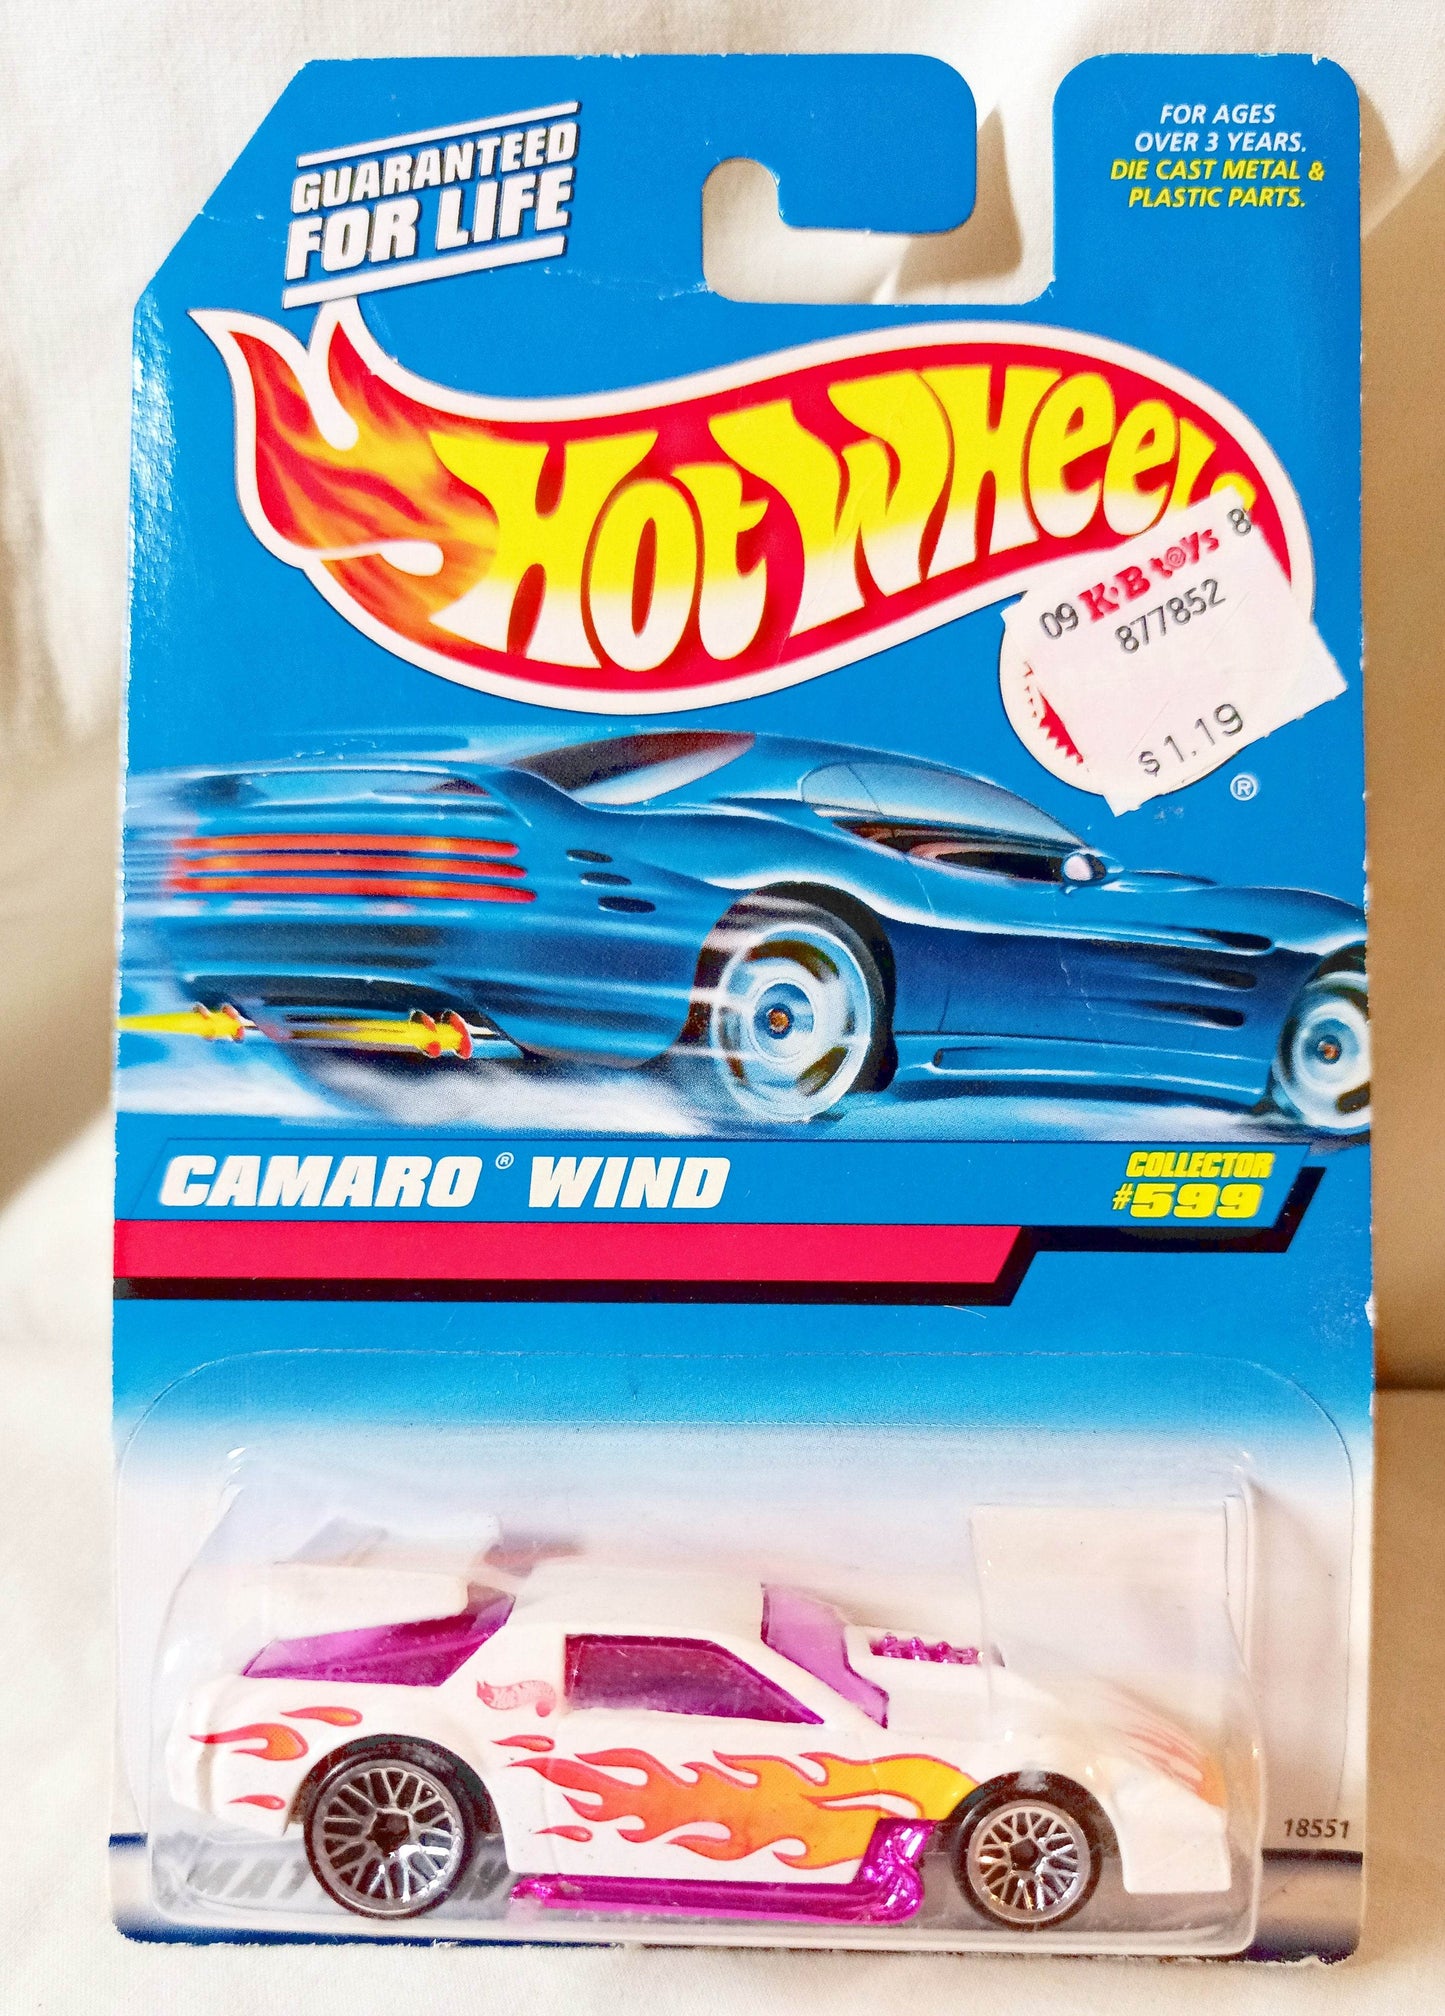 GUARANTEED
FOR LIFE
FOR AGES
OVER 3 YEARS.
DIE CAST METAL &
PLASTIC PARTS.
HOT WHEEL
09 K·B toys 8
877852
$1.19
®
CAMARO® WIND
COLLECTOR
#599
18551